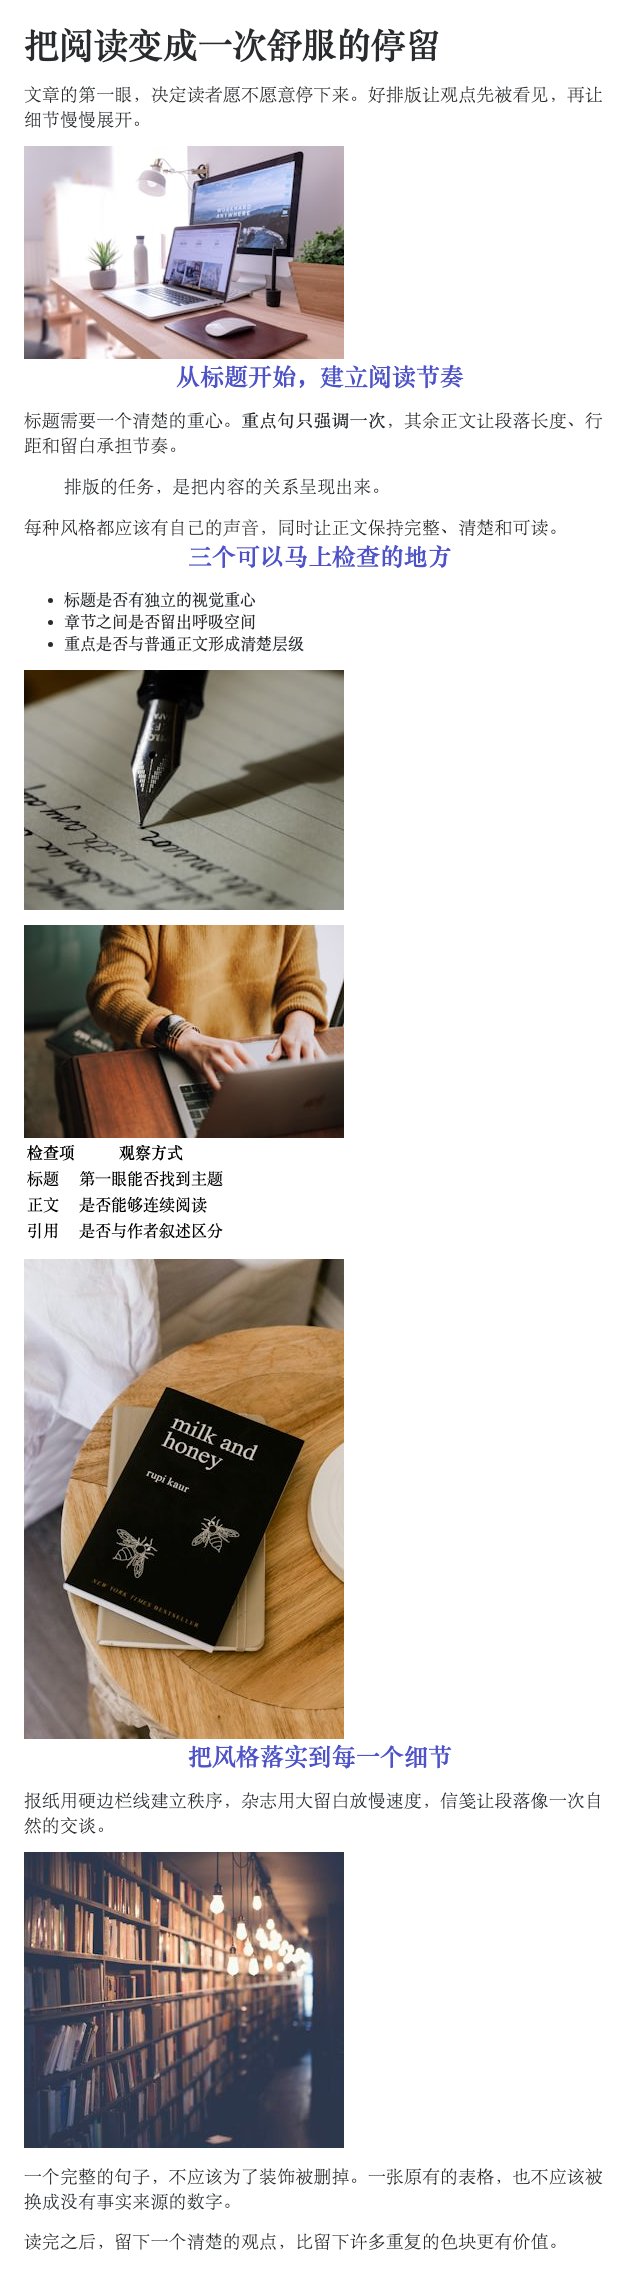 把阅读变成一次舒服的停留
文章的第一眼，决定读者愿不愿意停下来。好排版让观点先被看见，再让
细节慢慢展开。
WORK HARD
ANYWHERE
从标题开始，建立阅读节奏
标题需要一个清楚的重心。重点句只强调一次，其余正文让段落长度、行
距和留白承担节奏。
排版的任务，是把内容的关系呈现出来。
每种风格都应该有自己的声音，同时让正文保持完整、清楚和可读。
三个可以马上检查的地方
• 标题是否有独立的视觉重心
• 章节之间是否留出呼吸空间
• 重点是否与普通正文形成清楚层级
检查项 观察方式
标题 第一眼能否找到主题
正文 是否能够连续阅读
引用 是否与作者叙述区分
milk and
honey
rupi kaur
NEW YORK TIMES BESTSELLER
把风格落实到每一个细节
报纸用硬边栏线建立秩序，杂志用大留白放慢速度，信笺让段落像一次自
然的交谈。
一个完整的句子，不应该为了装饰被删掉。一张原有的表格，也不应该被
换成没有事实来源的数字。
读完之后，留下一个清楚的观点，比留下许多重复的色块更有价值。